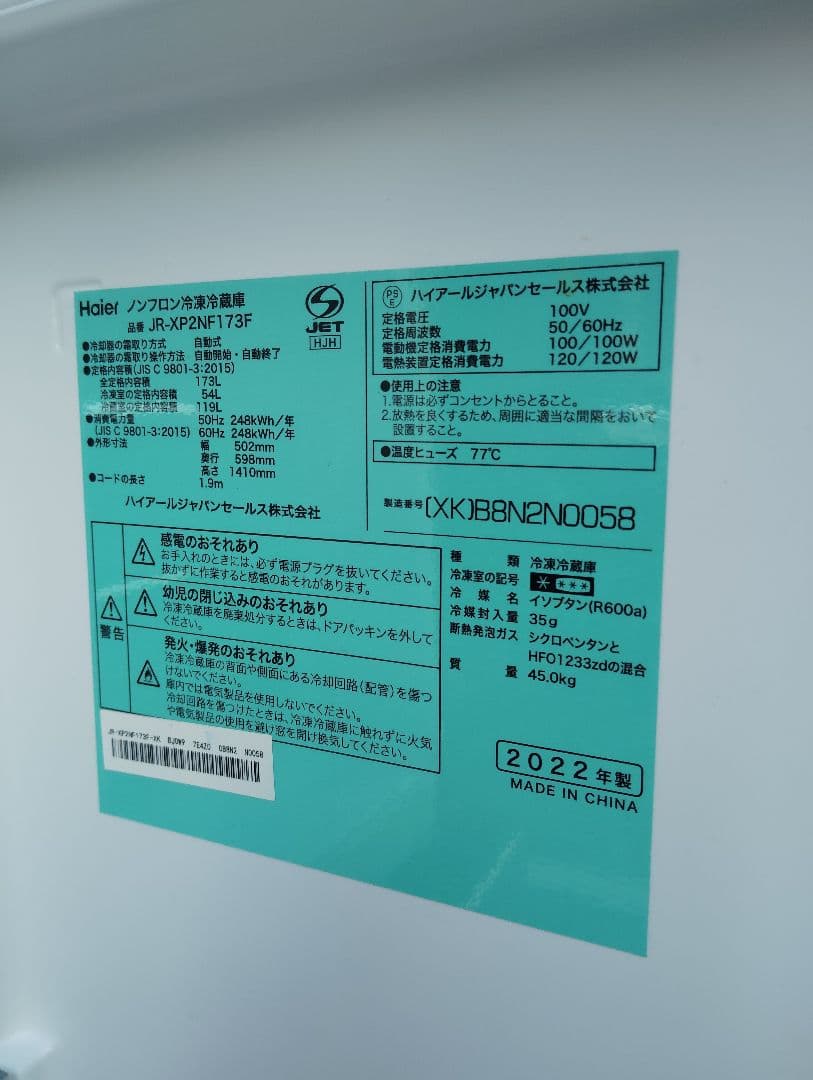 Haier ノンフロン冷凍冷蔵庫
品番 JR-XP2NF173F
JET
HJH
●冷却器の霜取り方式 自動式
●冷却器の霜取り操作方法 自動開始・自動終了
●定格内容積(JIS C 9801-3:2015)
全定格内容積 173L
冷凍室の定格内容積 54L
冷蔵室の定格内容積 119L
●消費電力量 50Hz 248kWh/年
(JIS C 9801-3:2015) 60Hz 248kWh/年
●外形寸法 幅 502mm
奥行 598mm
高さ 1410mm
●コードの長さ 1.9m
ハイアールジャパンセールス株式会社
PSE ハイアールジャパンセールス株式会社
定格電圧 100V
定格周波数 50/60Hz
電動機定格消費電力 100/100W
電熱装置定格消費電力 120/120W
●使用上の注意
1.電源は必ずコンセントからとること。
2.放熱を良くするため、周囲に適当な間隔をおいて
設置すること。
●温度ヒューズ 77℃
製造番号 (XK)B8N2N0058
警告
感電のおそれあり
お手入れのときには、必ず電源プラグを抜いてください。
抜かずに作業すると感電のおそれがあります。
幼児の閉じ込みのおそれあり
冷凍冷蔵庫を廃棄処分するときは、ドアパッキンを外して
ください。
発火・爆発のおそれあり
冷凍冷蔵庫の背面や側面にある冷却回路(配管)を傷つ
けないでください。
庫内では電気製品を使用しないでください。
冷却回路を傷つけたときは、冷凍冷蔵庫に触れずに火気
や電気製品の使用を避け窓を開け換気してください。
種類 冷凍冷蔵庫
冷凍室の記号 * ***
冷媒名 イソブタン(R600a)
冷媒封入量 35g
断熱発泡ガス シクロペンタンと
HFO1233zdの混合
質量 45.0kg
JR-XP2NF173F-XK BJ0W9 7E4Z0 0B8N2 N0058
2022年製
MADE IN CHINA